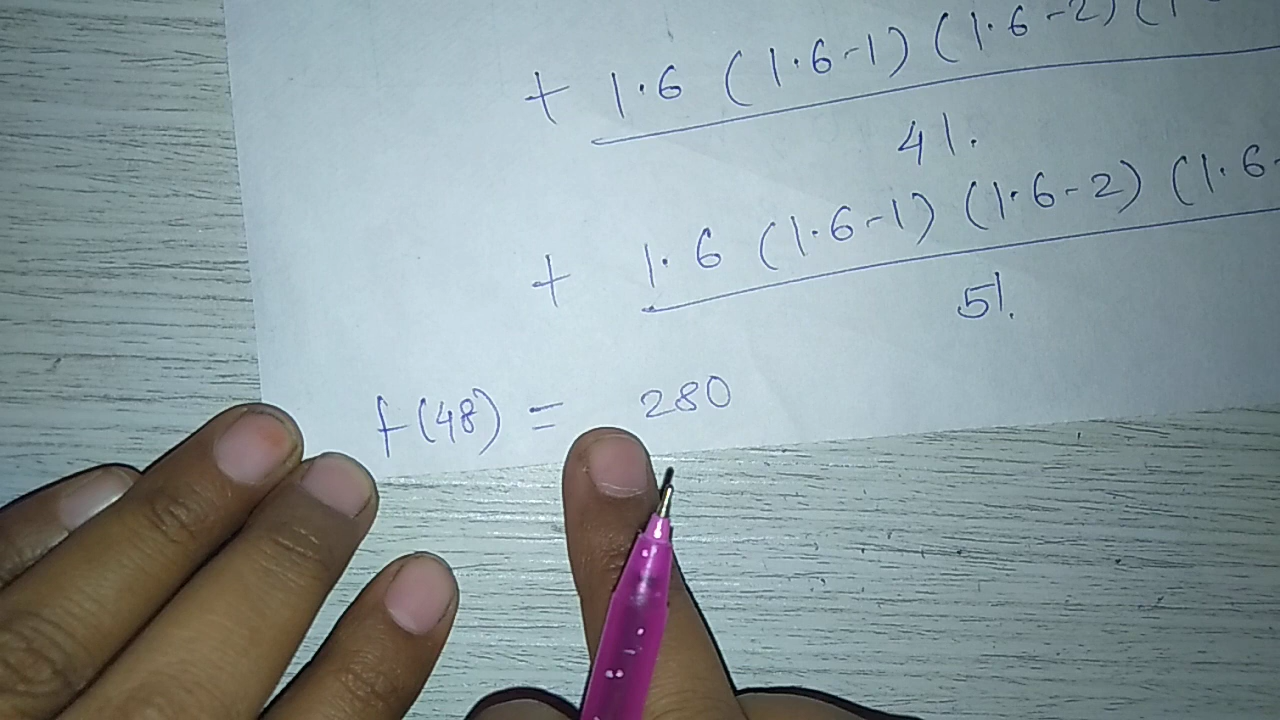 + 1.6 (1.6-1) (1.6-2) (1.
4!
+ 1.6 (1.6-1) (1.6-2) (1.6-
5!
f(48) = 280